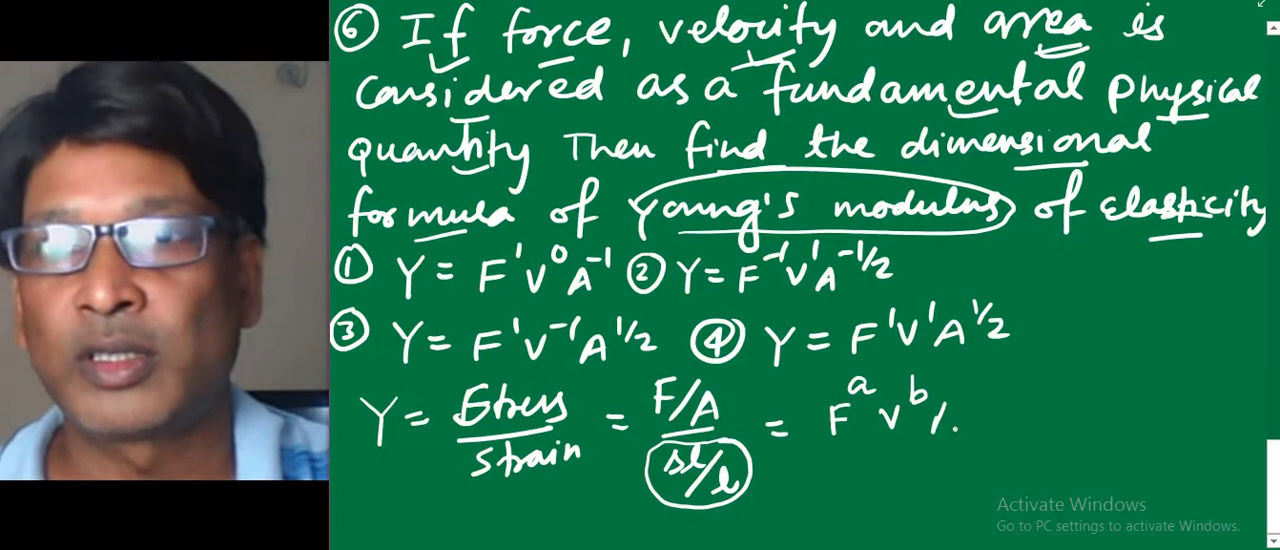 ⑥ If force, velocity and area is
considered as a fundamental physical
quantity Then find the dimensional
formula of Young's modulus of elasticity
① Y = F¹V⁰A⁻¹ ② Y = F⁻¹V¹A⁻¹/²
③ Y = F¹V⁻¹A¹/² ④ Y = F¹V¹A¹/²
Y = Stress/strain = F/A / Δl/l = Fᵃ Vᵇ
Activate Windows
Go to PC settings to activate Windows.